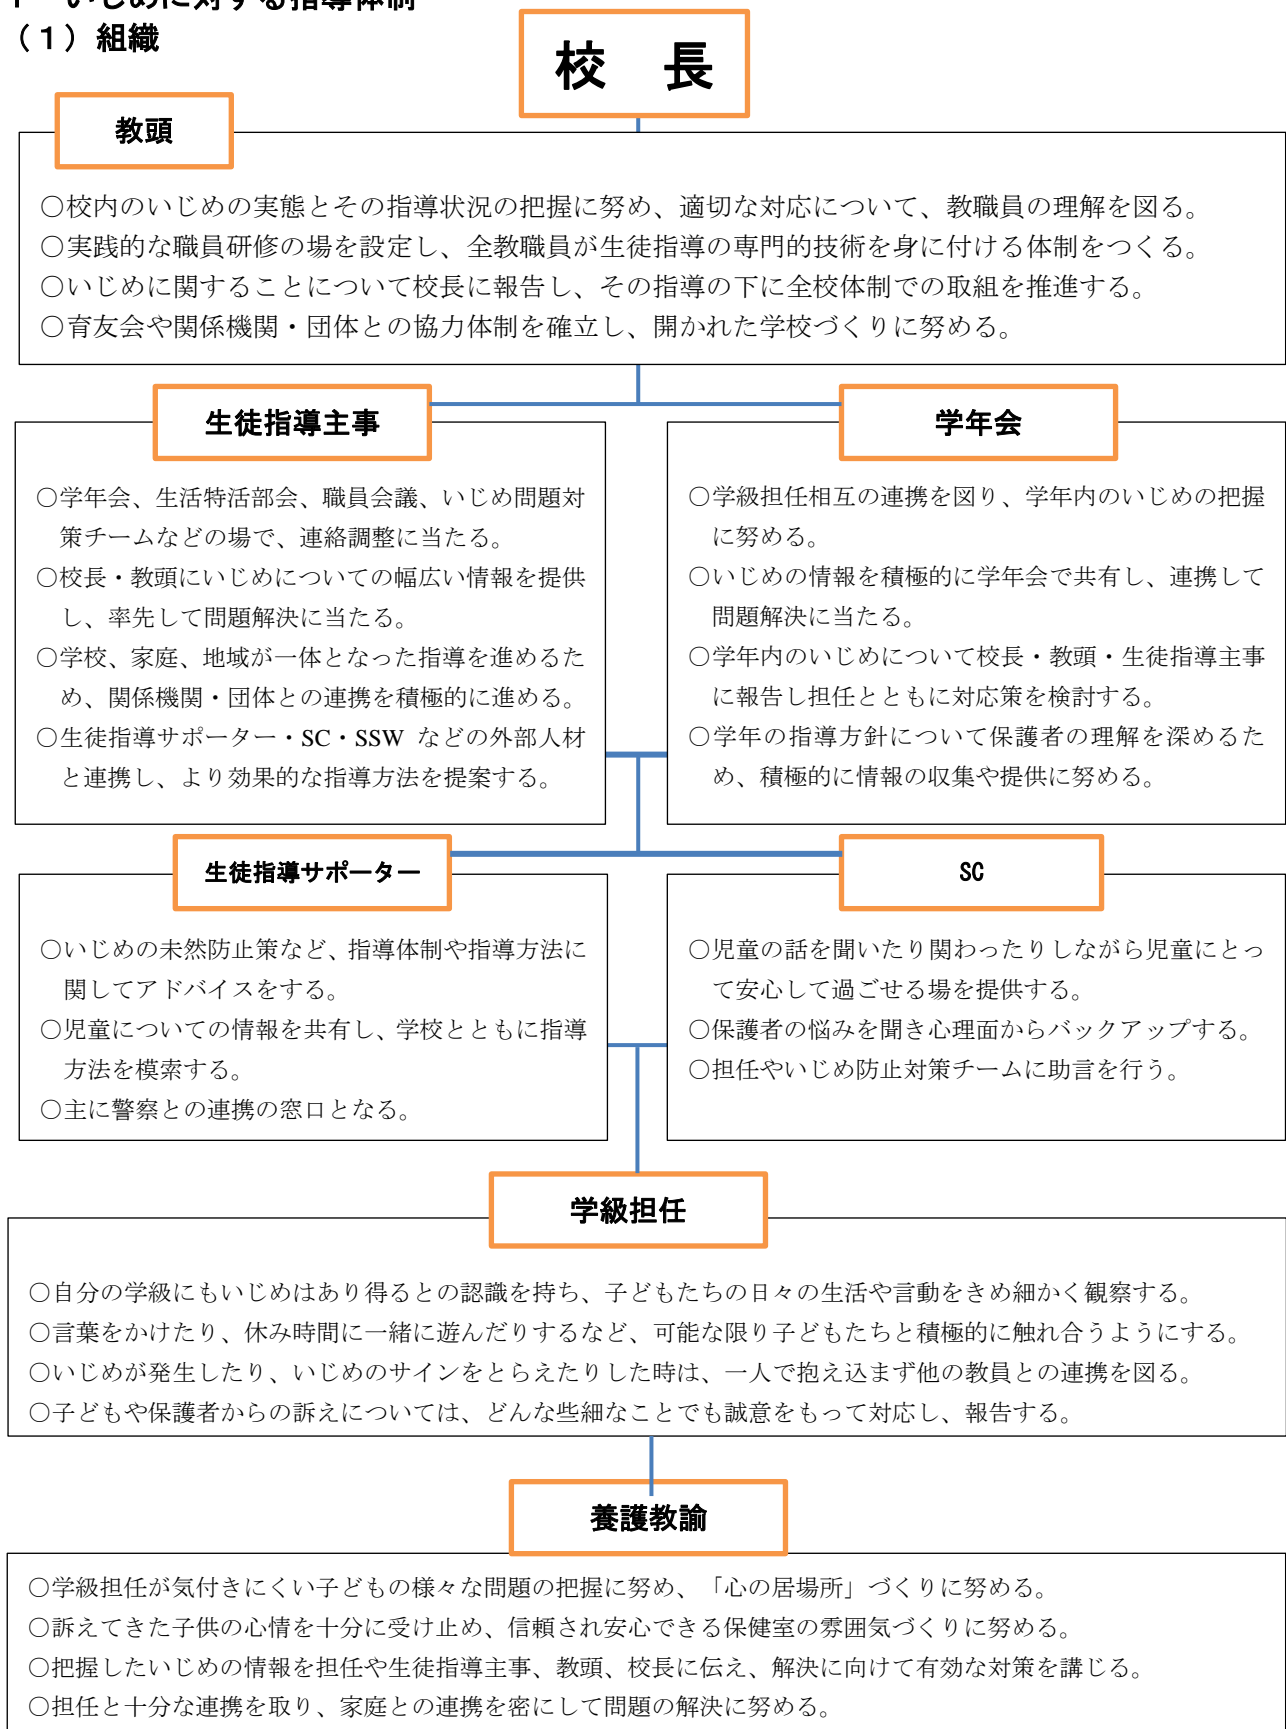 1 いじめに対する指導体制
（１）組織
校 長
教頭
○校内のいじめの実態とその指導状況の把握に努め、適切な対応について、教職員の理解を図る。
○実践的な職員研修の場を設定し、全教職員が生徒指導の専門的技術を身に付ける体制をつくる。
○いじめに関することについて校長に報告し、その指導の下に全校体制での取組を推進する。
○育友会や関係機関・団体との協力体制を確立し、開かれた学校づくりに努める。
生徒指導主事
○学年会、生活特活部会、職員会議、いじめ問題対
策チームなどの場で、連絡調整に当たる。
○校長・教頭にいじめについての幅広い情報を提供
し、率先して問題解決に当たる。
○学校、家庭、地域が一体となった指導を進めるた
め、関係機関・団体との連携を積極的に進める。
○生徒指導サポーター・SC・SSW などの外部人材
と連携し、より効果的な指導方法を提案する。
学年会
○学級担任相互の連携を図り、学年内のいじめの把握
に努める。
○いじめの情報を積極的に学年会で共有し、連携して
問題解決に当たる。
○学年内のいじめについて校長・教頭・生徒指導主事
に報告し担任とともに対応策を検討する。
○学年の指導方針について保護者の理解を深めるた
め、積極的に情報の収集や提供に努める。
生徒指導サポーター
○いじめの未然防止策など、指導体制や指導方法に
関してアドバイスをする。
○児童についての情報を共有し、学校とともに指導
方法を模索する。
○主に警察との連携の窓口となる。
SC
○児童の話を聞いたり関わったりしながら児童にとっ
て安心して過ごせる場を提供する。
○保護者の悩みを聞き心理面からバックアップする。
○担任やいじめ防止対策チームに助言を行う。
学級担任
○自分の学級にもいじめはあり得るとの認識を持ち、子どもたちの日々の生活や言動をきめ細かく観察する。
○言葉をかけたり、休み時間に一緒に遊んだりするなど、可能な限り子どもたちと積極的に触れ合うようにする。
○いじめが発生したり、いじめのサインをとらえたりした時は、一人で抱え込まず他の教員との連携を図る。
○子どもや保護者からの訴えについては、どんな些細なことでも誠意をもって対応し、報告する。
養護教諭
○学級担任が気付きにくい子どもの様々な問題の把握に努め、「心の居場所」づくりに努める。
○訴えてきた子供の心情を十分に受け止め、信頼され安心できる保健室の雰囲気づくりに努める。
○把握したいじめの情報を担任や生徒指導主事、教頭、校長に伝え、解決に向けて有効な対策を講じる。
○担任と十分な連携を取り、家庭との連携を密にして問題の解決に努める。